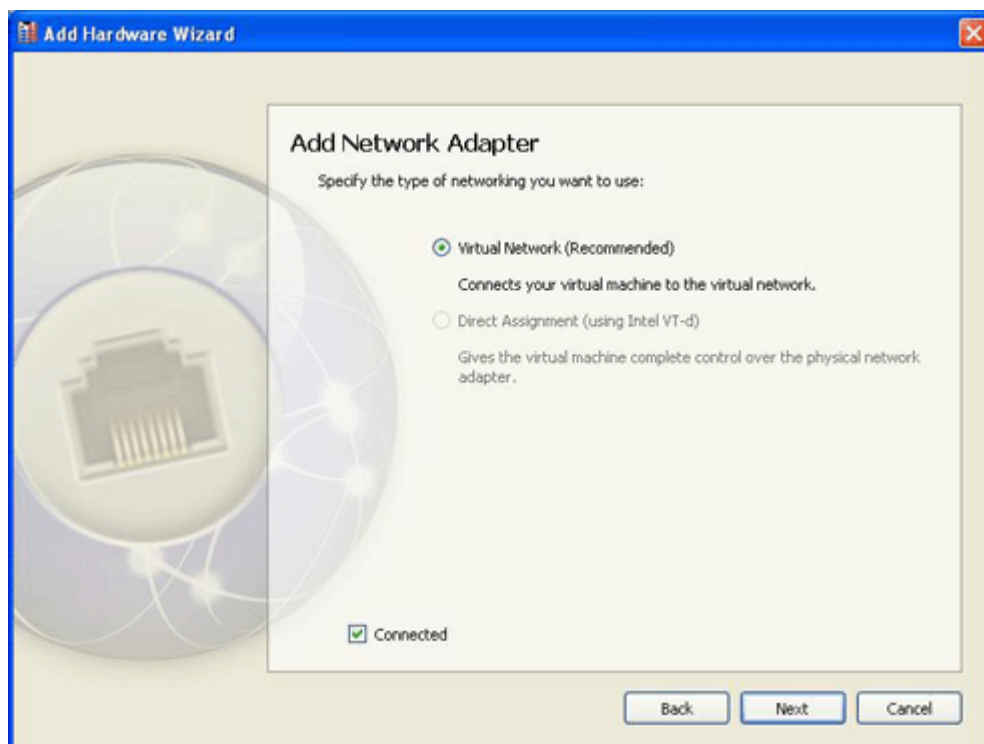 Add Hardware Wizard
Add Network Adapter
Specify the type of networking you want to use:
Virtual Network (Recommended)
Connects your virtual machine to the virtual network.
Direct Assignment (using Intel VT-d)
Gives the virtual machine complete control over the physical network
adapter.
Connected
Back Next Cancel